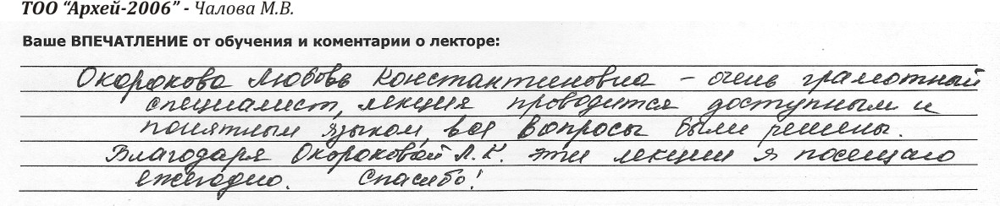 ТОО “Архей-2006” - Чалова М.В.
Ваше ВПЕЧАТЛЕНИЕ от обучения и коментарии о лекторе:
Окорокова Любовь Константиновна – очень грамотный
специалист, лекция проводится доступным и
понятным языком, все вопросы были решены.
Благодаря Окороковой Л.К. эти лекции я посещаю
ежегодно. Спасибо!